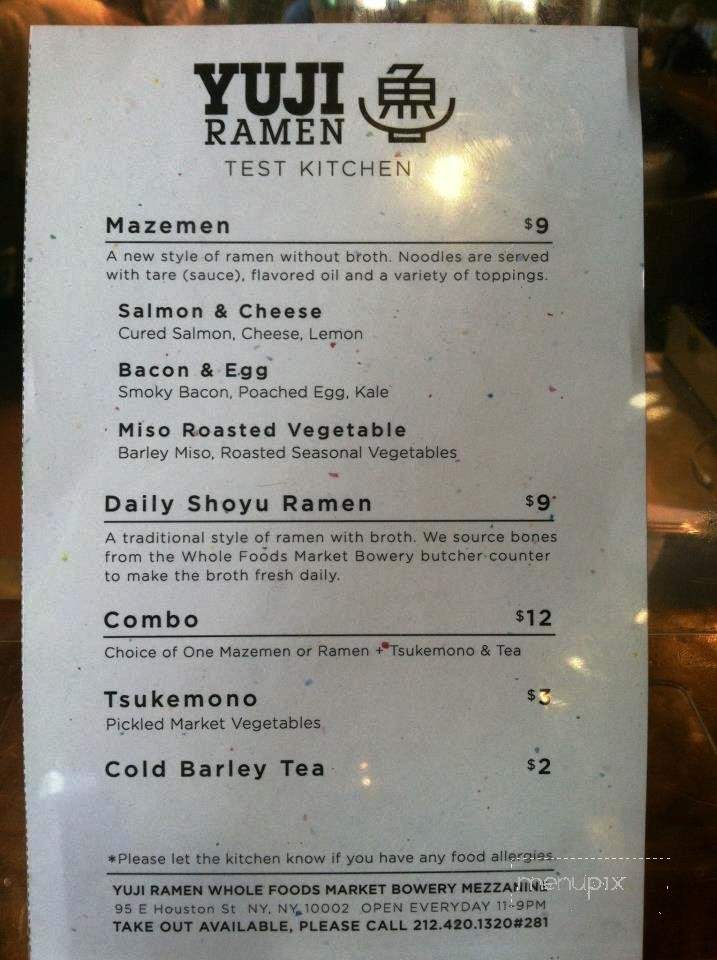 YUJI
RAMEN
魚
TEST KITCHEN
Mazemen $9
A new style of ramen without broth. Noodles are served
with tare (sauce), flavored oil and a variety of toppings.
Salmon & Cheese
Cured Salmon, Cheese, Lemon
Bacon & Egg
Smoky Bacon, Poached Egg, Kale
Miso Roasted Vegetable
Barley Miso, Roasted Seasonal Vegetables
Daily Shoyu Ramen $9
A traditional style of ramen with broth. We source bones
from the Whole Foods Market Bowery butcher counter
to make the broth fresh daily.
Combo $12
Choice of One Mazemen or Ramen + Tsukemono & Tea
Tsukemono $3
Pickled Market Vegetables
Cold Barley Tea $2
*Please let the kitchen know if you have any food allergies
YUJI RAMEN WHOLE FOODS MARKET BOWERY MEZZANINE
95 E Houston St NY, NY, 10002 OPEN EVERYDAY 11-9PM
TAKE OUT AVAILABLE, PLEASE CALL 212.420.1320#281
menupix